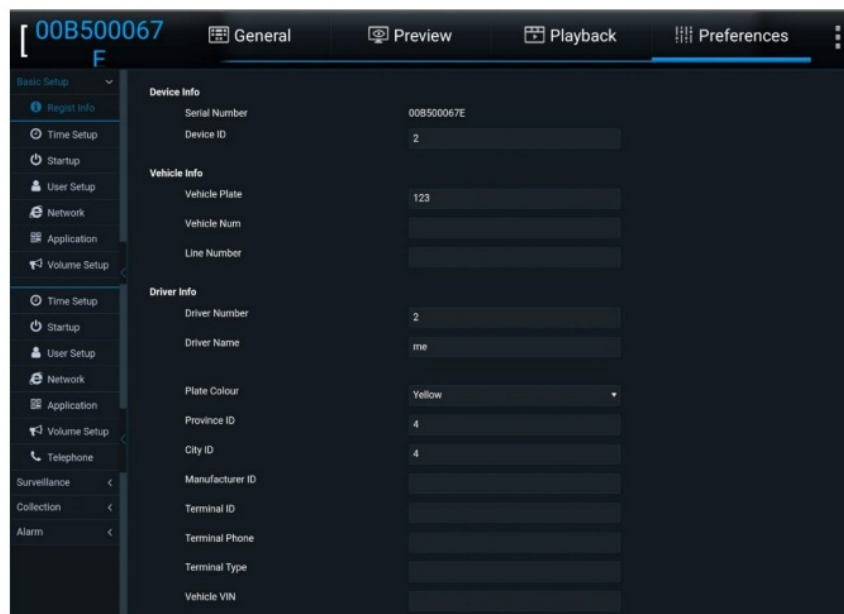 [ 00B500067E
General
Preview
Playback
Preferences
Basic Setup
Regist Info
Time Setup
Startup
User Setup
Network
Application
Volume Setup
Time Setup
Startup
User Setup
Network
Application
Volume Setup
Telephone
Surveillance
Collection
Alarm
Device Info
Serial Number 00B500067E
Device ID 2
Vehicle Info
Vehicle Plate 123
Vehicle Num
Line Number
Driver Info
Driver Number 2
Driver Name me
Plate Colour Yellow
Province ID 4
City ID 4
Manufacturer ID
Terminal ID
Terminal Phone
Terminal Type
Vehicle VIN